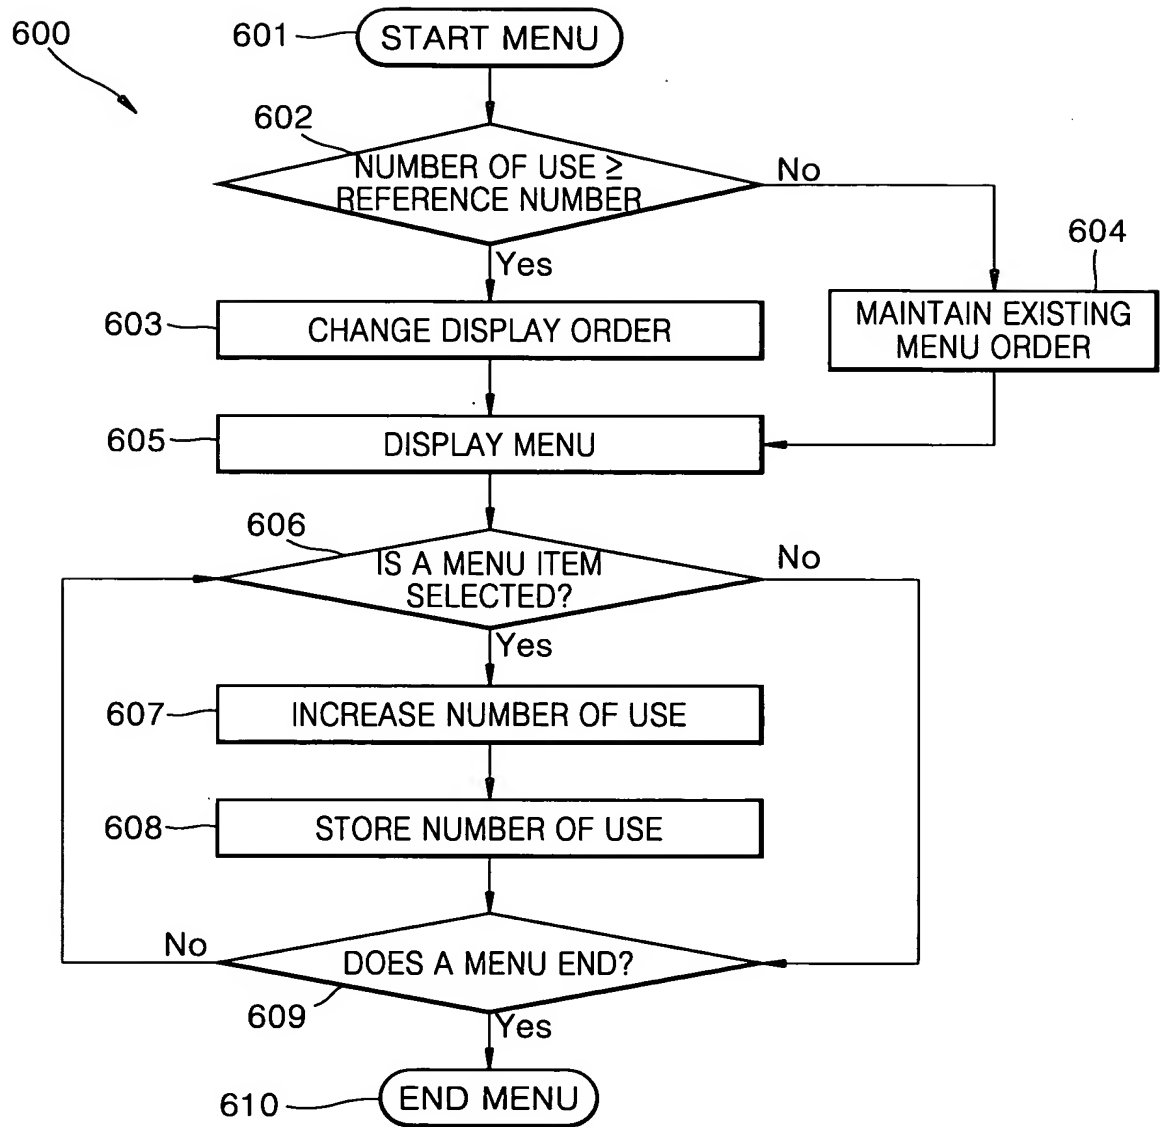 600
601
START MENU
602
NUMBER OF USE ≥
REFERENCE NUMBER
No
Yes
604
603
CHANGE DISPLAY ORDER
MAINTAIN EXISTING
MENU ORDER
605
DISPLAY MENU
606
IS A MENU ITEM
SELECTED?
No
Yes
607
INCREASE NUMBER OF USE
608
STORE NUMBER OF USE
No
DOES A MENU END?
609
Yes
610
END MENU